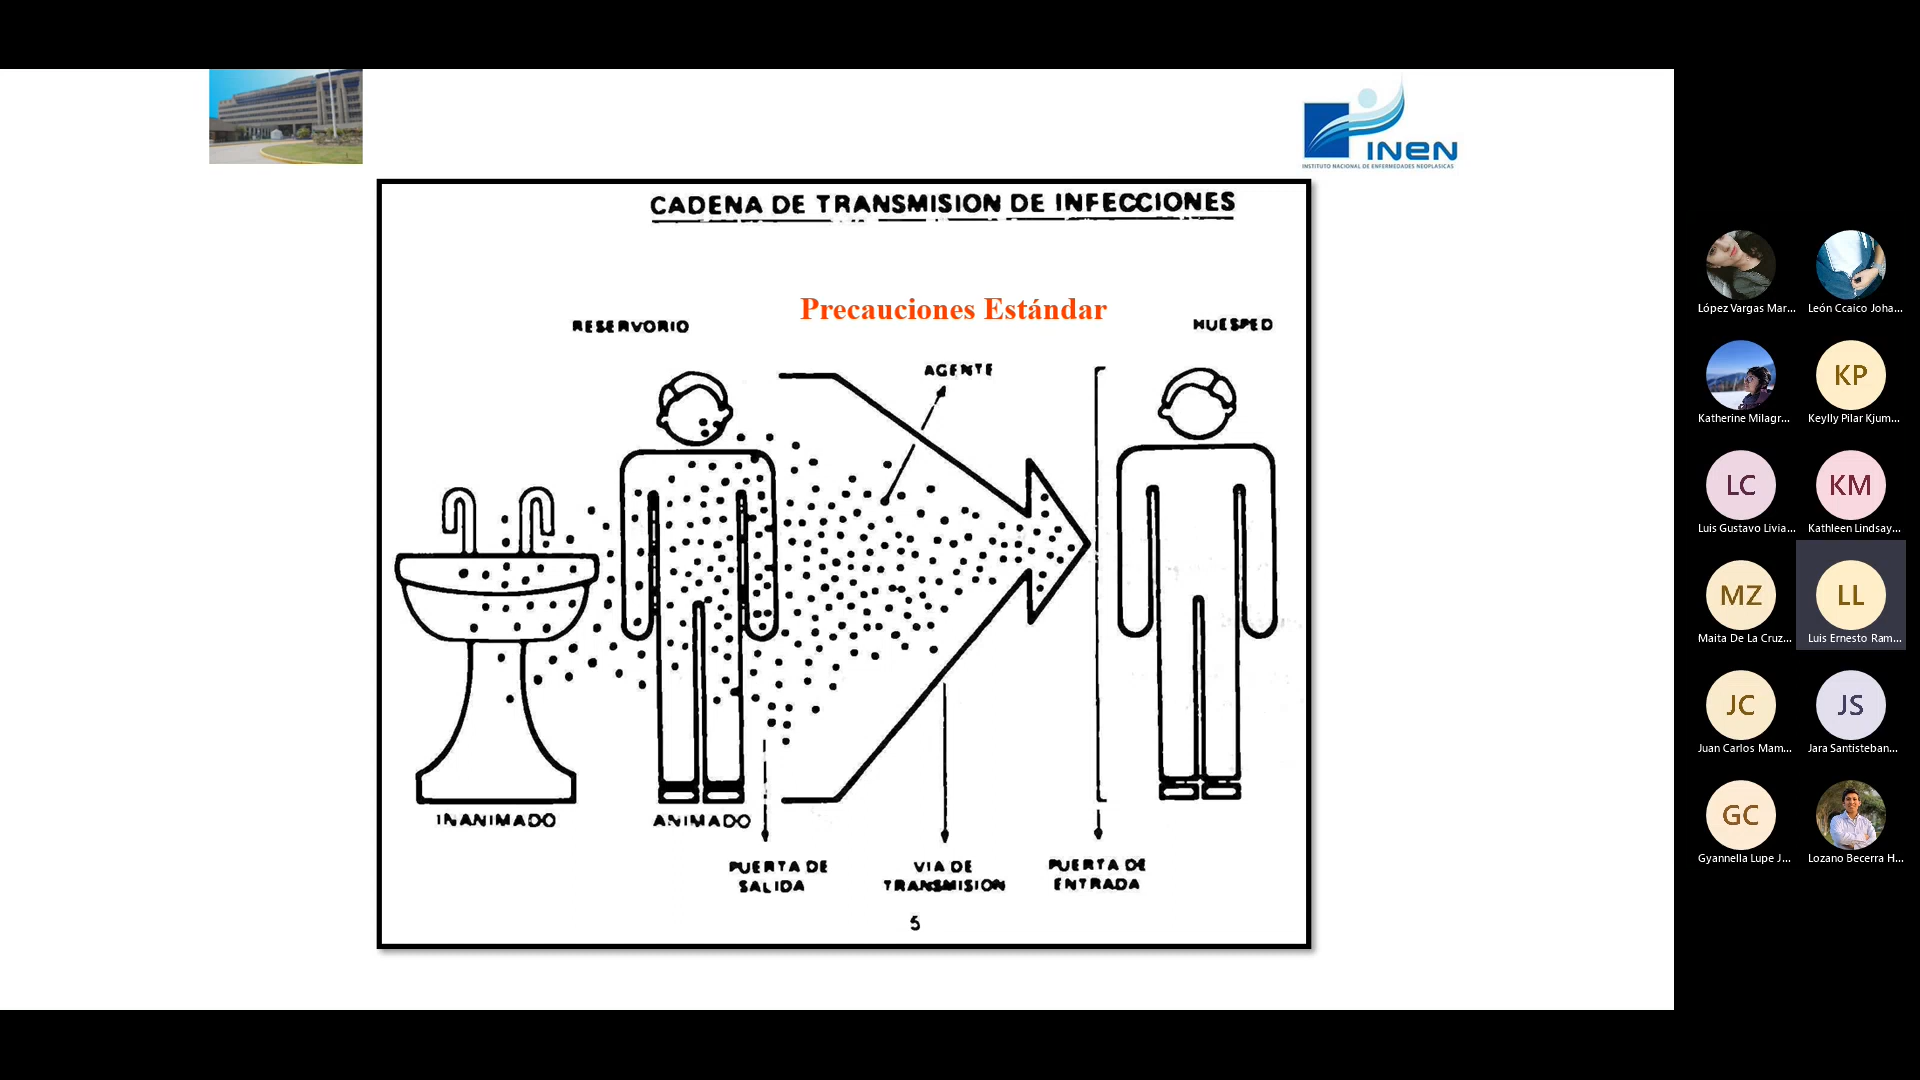 INEN
INSTITUTO NACIONAL DE ENFERMEDADES NEOPLASICAS
CADENA DE TRANSMISION DE INFECCIONES
Precauciones Estándar
RESERVORIO
HUESPED
AGENTE
INANIMADO
ANIMADO
PUERTA DE
SALIDA
VIA DE
TRANSMISION
PUERTA DE
ENTRADA
5
López Vargas Mar...
León Ccaico Joha...
Katherine Milagr...
KP
Keylly Pilar Kjum...
LC
Luis Gustavo Livia...
KM
Kathleen Lindsay...
MZ
Maita De La Cruz...
LL
Luis Ernesto Ram...
JC
Juan Carlos Mam...
JS
Jara Santisteban...
GC
Gyannella Lupe J...
Lozano Becerra H...